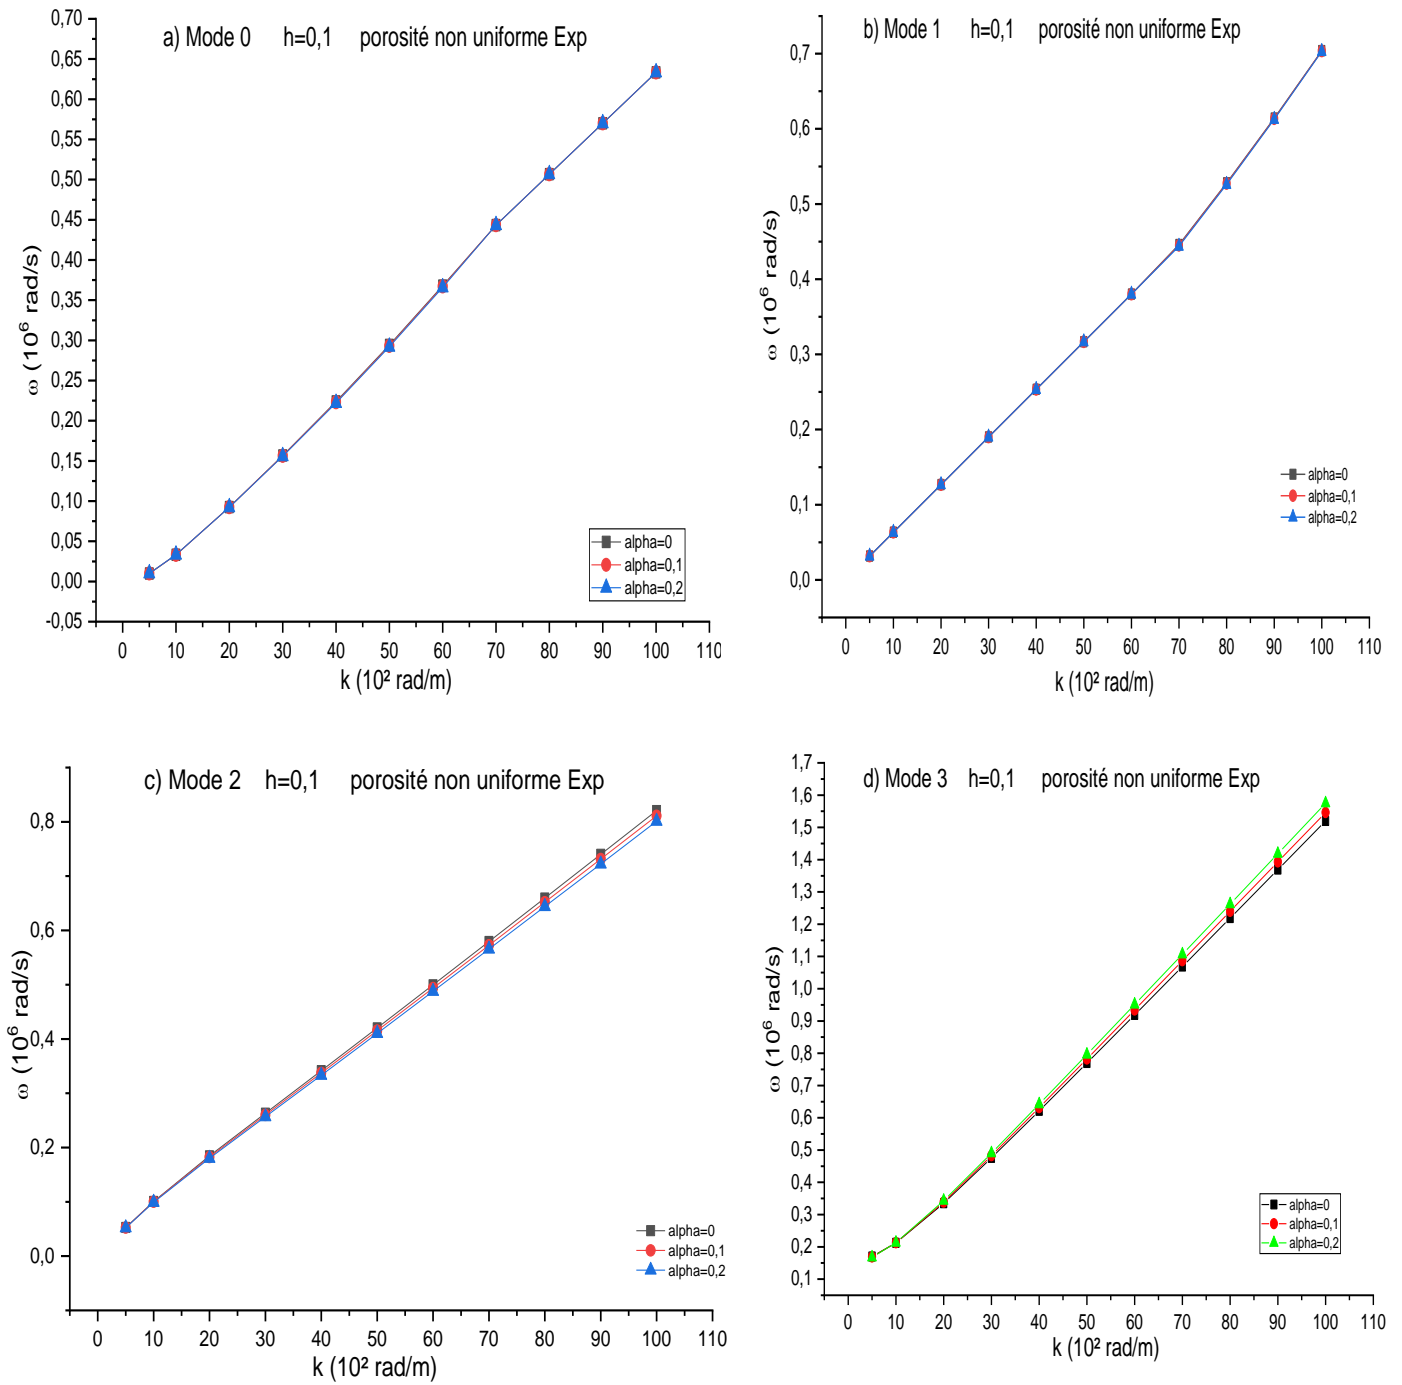 a) Mode 0 h=0,1 porosité non uniforme Exp
0,70
0,65
0,60
0,55
0,50
0,45
0,40
0,35
0,30
0,25
0,20
0,15
0,10
0,05
0,00
-0,05
ω (10⁶ rad/s)
alpha=0
alpha=0,1
alpha=0,2
0 10 20 30 40 50 60 70 80 90 100 110
k (10² rad/m)
b) Mode 1 h=0,1 porosité non uniforme Exp
0,7
0,6
0,5
0,4
0,3
0,2
0,1
0,0
ω (10⁶ rad/s)
alpha=0
alpha=0,1
alpha=0,2
0 10 20 30 40 50 60 70 80 90 100 110
k (10² rad/m)
c) Mode 2 h=0,1 porosité non uniforme Exp
0,8
0,6
0,4
0,2
0,0
ω (10⁶ rad/s)
alpha=0
alpha=0,1
alpha=0,2
0 10 20 30 40 50 60 70 80 90 100 110
k (10² rad/m)
d) Mode 3 h=0,1 porosité non uniforme Exp
1,7
1,6
1,5
1,4
1,3
1,2
1,1
1,0
0,9
0,8
0,7
0,6
0,5
0,4
0,3
0,2
0,1
ω (10⁶ rad/s)
alpha=0
alpha=0,1
alpha=0,2
0 10 20 30 40 50 60 70 80 90 100 110
k (10² rad/m)